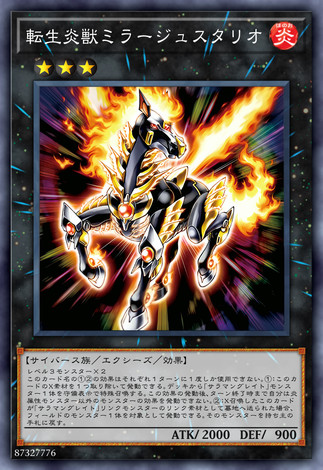 転生炎獣ミラージュスタリオ
炎
【サイバース族／エクシーズ／効果】
レベル３モンスター×２
このカード名の①②の効果はそれぞれ１ターンに１度しか使用できない。①：こ
のカードのX素材を１つ取り除いて発動できる。デッキから「サラマングレイト」モンス
ター１体を守備表示で特殊召喚する。この効果の発動後、ターン終了時まで自分は炎
属性モンスター以外のモンスターの効果を発動できない。②：X召喚したこのカード
が「サラマングレイト」リンクモンスターのリンク素材として墓地へ送られた場合、
フィールドのモンスター１体を対象として発動できる。そのモンスターを持ち主の
手札に戻す。
ATK/ 2000 DEF/ 900
87327776